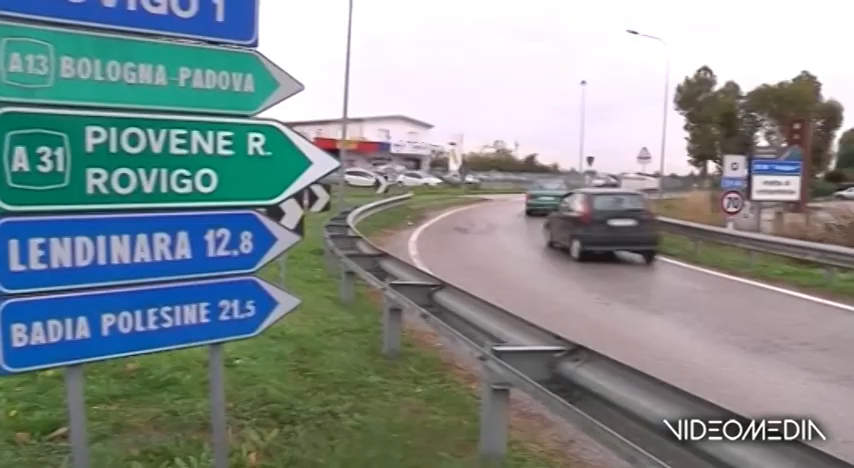 ROVIGO 1
A13 BOLOGNA-PADOVA
A 31 PIOVENE R.
ROVIGO
LENDINARA 12.8
BADIA POLESINE 21.5
70
VIDEOMEDIA